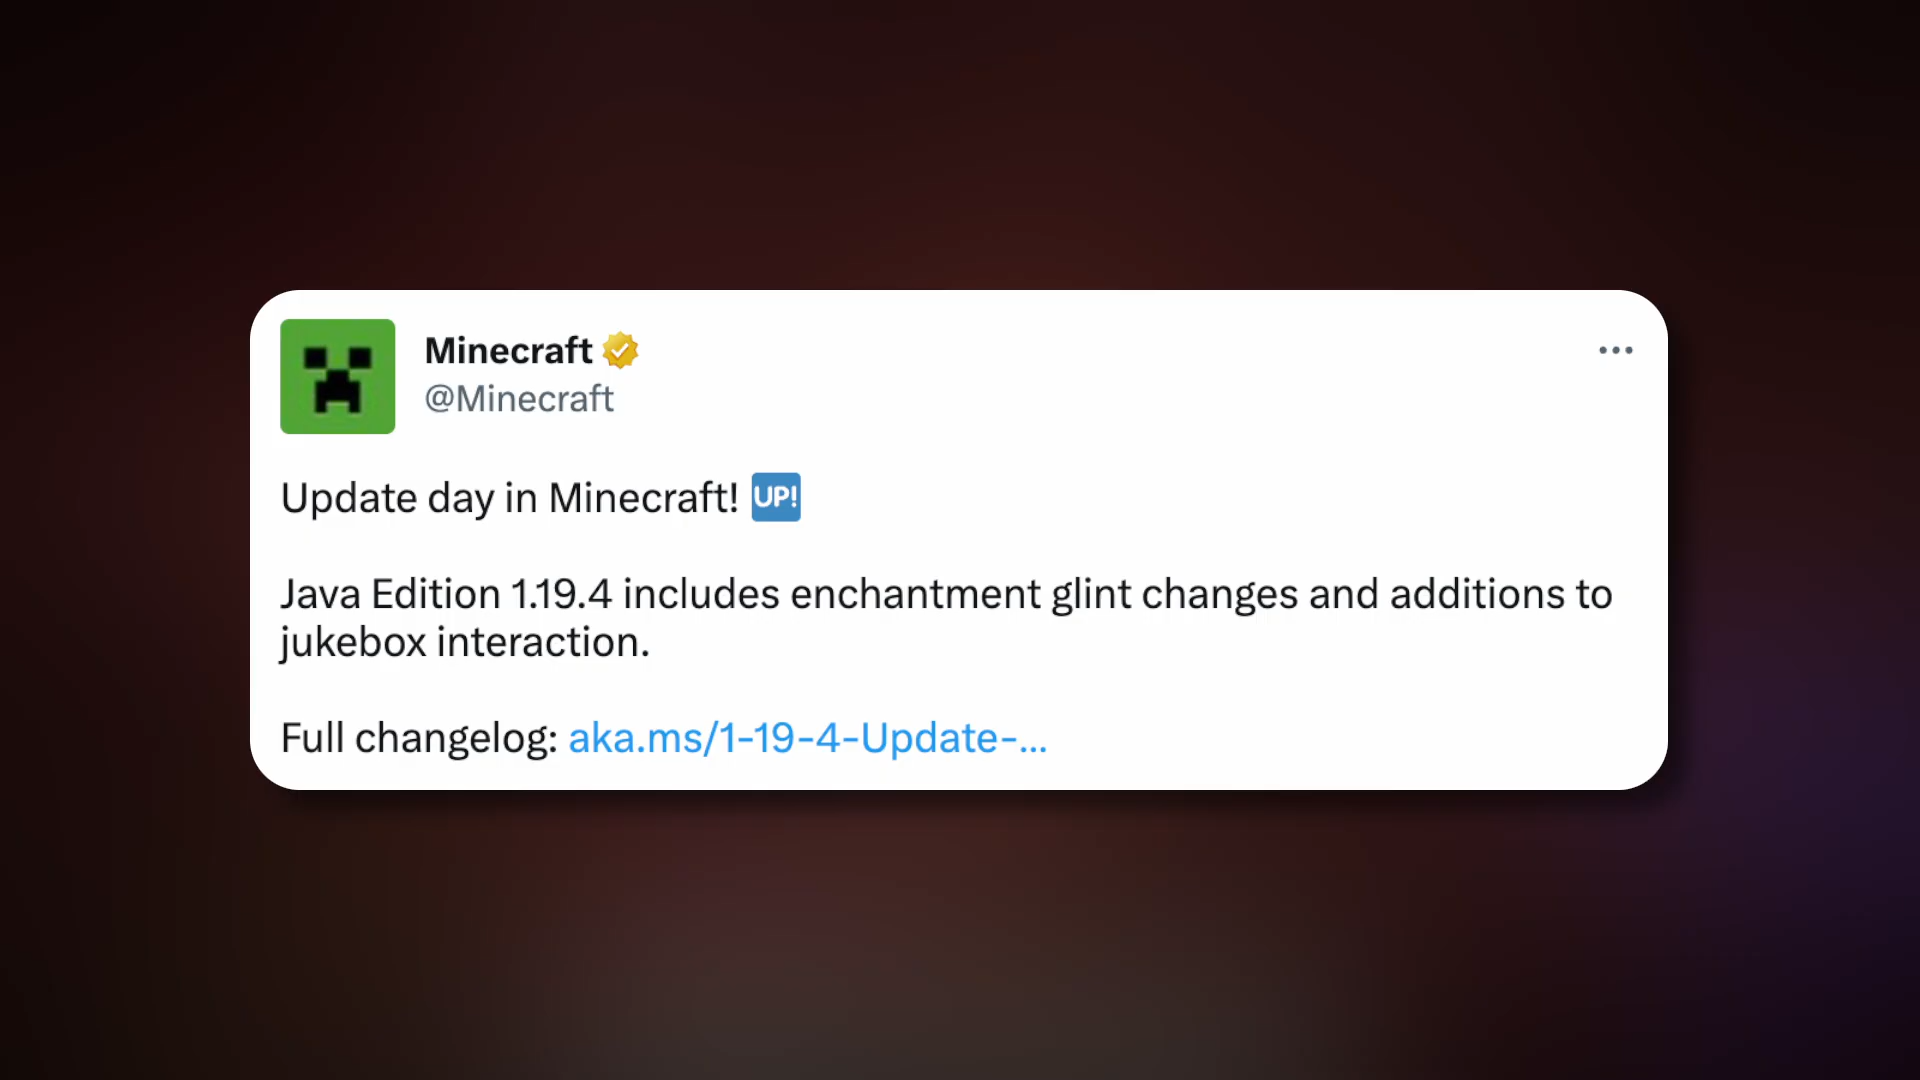 Minecraft
@Minecraft
Update day in Minecraft! UP!
Java Edition 1.19.4 includes enchantment glint changes and additions to
jukebox interaction.
Full changelog: aka.ms/1-19-4-Update-...